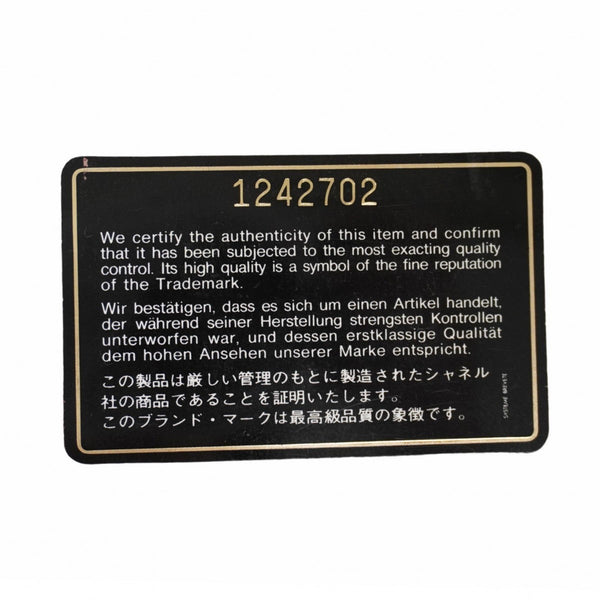 1242702
We certify the authenticity of this item and confirm
that it has been subjected to the most exacting quality
control. Its high quality is a symbol of the fine reputation
of the Trademark.
Wir bestätigen, dass es sich um einen Artikel handelt,
der während seiner Herstellung strengsten Kontrollen
unterworfen war, und dessen erstklassige Qualität
dem hohen Ansehen unserer Marke entspricht.
この製品は厳しい管理のもとに製造されたシャネル
社の商品であることを証明いたします。
このブランド・マークは最高級品質の象徴です。
SYSTEME BREVETE